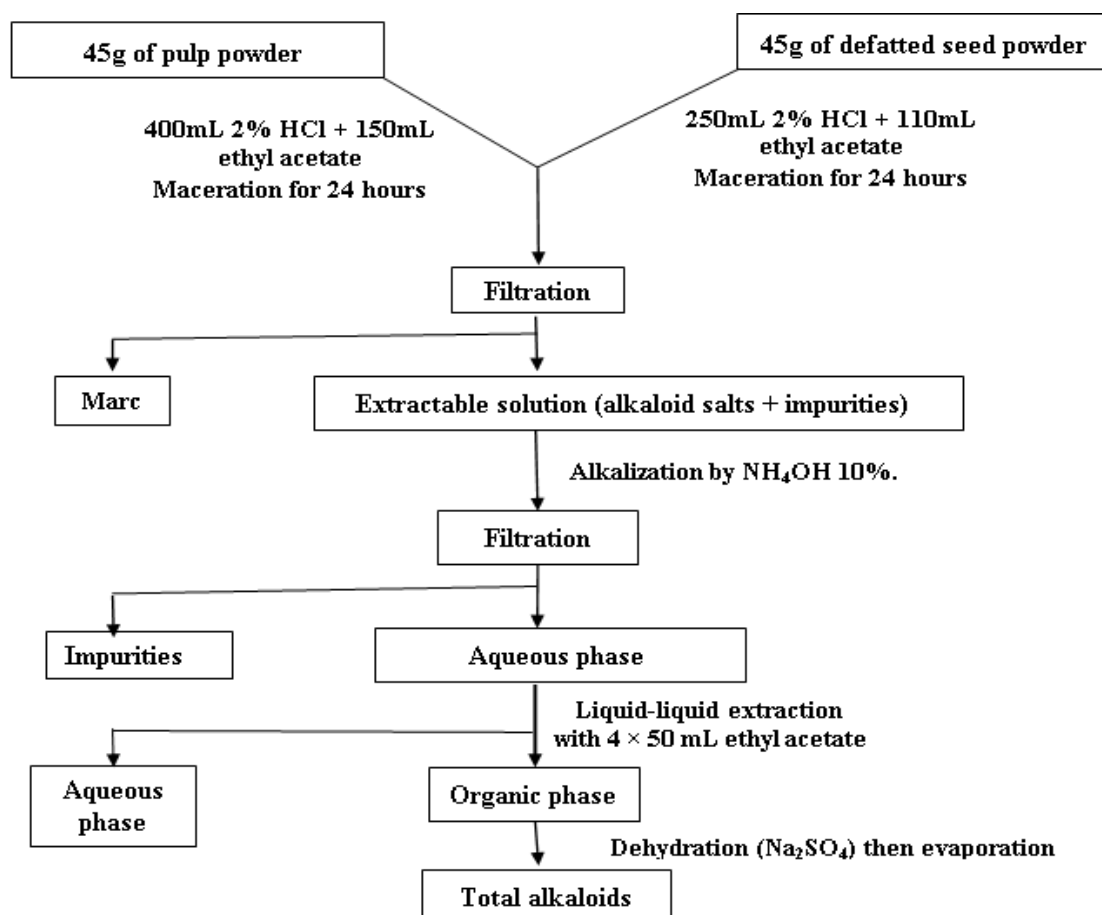 45g of pulp powder
45g of defatted seed powder
400mL 2% HCl + 150mL
ethyl acetate
Maceration for 24 hours
250mL 2% HCl + 110mL
ethyl acetate
Maceration for 24 hours
Filtration
Marc
Extractable solution (alkaloid salts + impurities)
Alkalization by NH₄OH 10%.
Filtration
Impurities
Aqueous phase
Liquid-liquid extraction
with 4 × 50 mL ethyl acetate
Aqueous
phase
Organic phase
Dehydration (Na₂SO₄) then evaporation
Total alkaloids